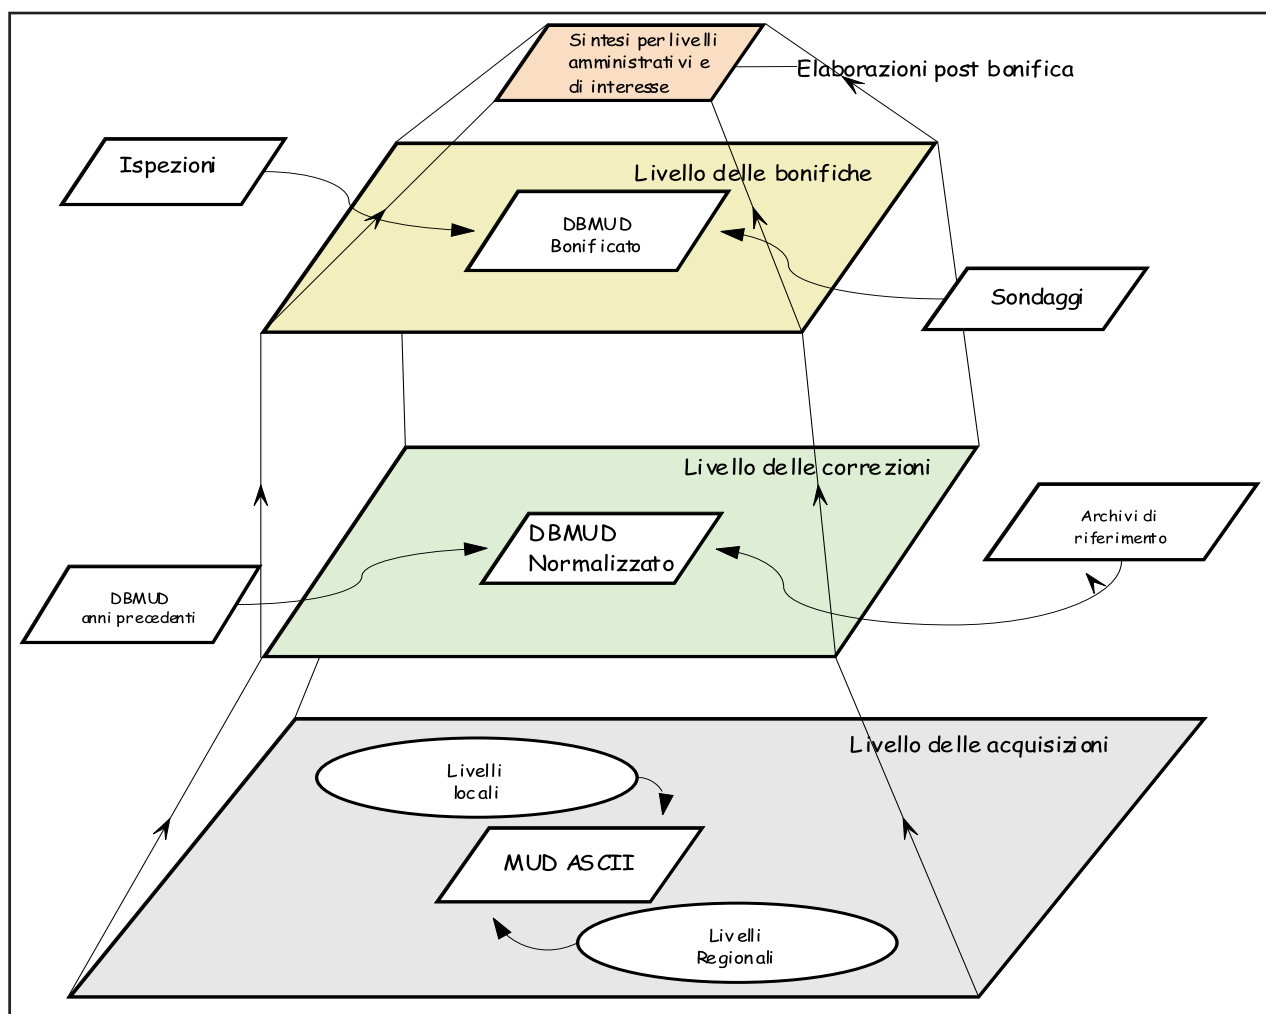 Sintesi per livelli
amministrativi e
di interesse
Elaborazioni post bonifica
Ispezioni
Livello delle bonifiche
DBMUD
Bonificato
Sondaggi
Livello delle correzioni
DBMUD
Normalizzato
Archivi di
riferimento
DBMUD
anni precedenti
Livello delle acquisizioni
Livelli
locali
MUD ASCII
Livelli
Regionali